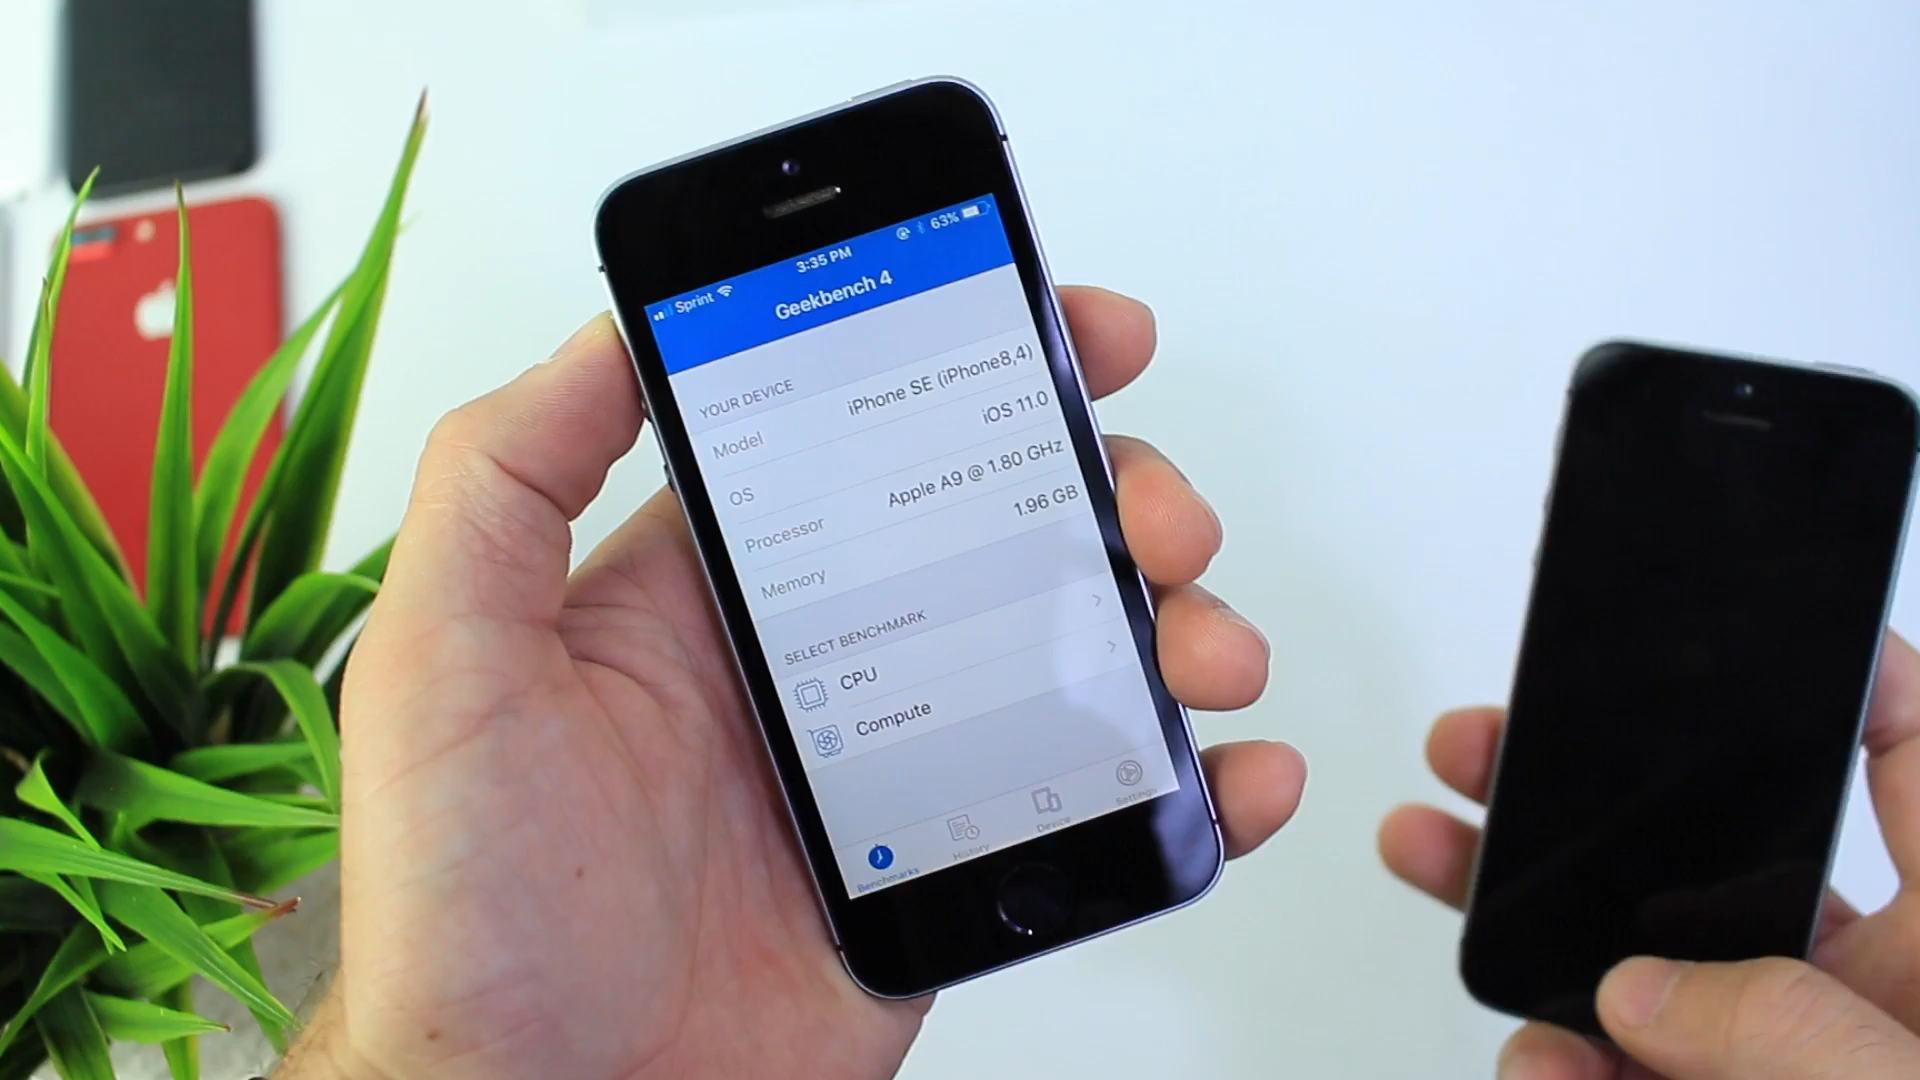 Sprint 3:35 PM 63%
Geekbench 4
YOUR DEVICE
Model iPhone SE (iPhone8,4)
OS iOS 11.0
Processor Apple A9 @ 1.80 GHz
Memory 1.96 GB
SELECT BENCHMARK
CPU
Compute
Benchmarks History Device Settings